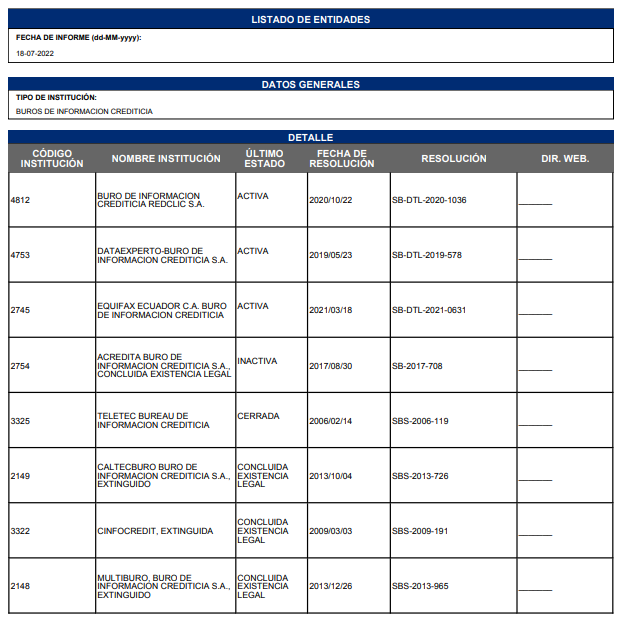 LISTADO DE ENTIDADES
FECHA DE INFORME (dd-MM-yyyy):
18-07-2022
DATOS GENERALES
TIPO DE INSTITUCIÓN:
BUROS DE INFORMACION CREDITICIA
DETALLE
CÓDIGO INSTITUCIÓN NOMBRE INSTITUCIÓN ÚLTIMO ESTADO FECHA DE RESOLUCIÓN RESOLUCIÓN DIR. WEB.
4812 BURO DE INFORMACION CREDITICIA REDCLIC S.A. ACTIVA 2020/10/22 SB-DTL-2020-1036
4753 DATAEXPERTO-BURO DE INFORMACION CREDITICIA S.A. ACTIVA 2019/05/23 SB-DTL-2019-578
2745 EQUIFAX ECUADOR C.A. BURO DE INFORMACION CREDITICIA ACTIVA 2021/03/18 SB-DTL-2021-0631
2754 ACREDITA BURO DE INFORMACION CREDITICIA S.A., CONCLUIDA EXISTENCIA LEGAL INACTIVA 2017/08/30 SB-2017-708
3325 TELETEC BUREAU DE INFORMACION CREDITICIA CERRADA 2006/02/14 SBS-2006-119
2149 CALTECBURO BURO DE INFORMACION CREDITICIA S.A., EXTINGUIDO CONCLUIDA EXISTENCIA LEGAL 2013/10/04 SBS-2013-726
3322 CINFOCREDIT, EXTINGUIDA CONCLUIDA EXISTENCIA LEGAL 2009/03/03 SBS-2009-191
2148 MULTIBURO, BURO DE INFORMACION CREDITICIA S.A., EXTINGUIDO CONCLUIDA EXISTENCIA LEGAL 2013/12/26 SBS-2013-965